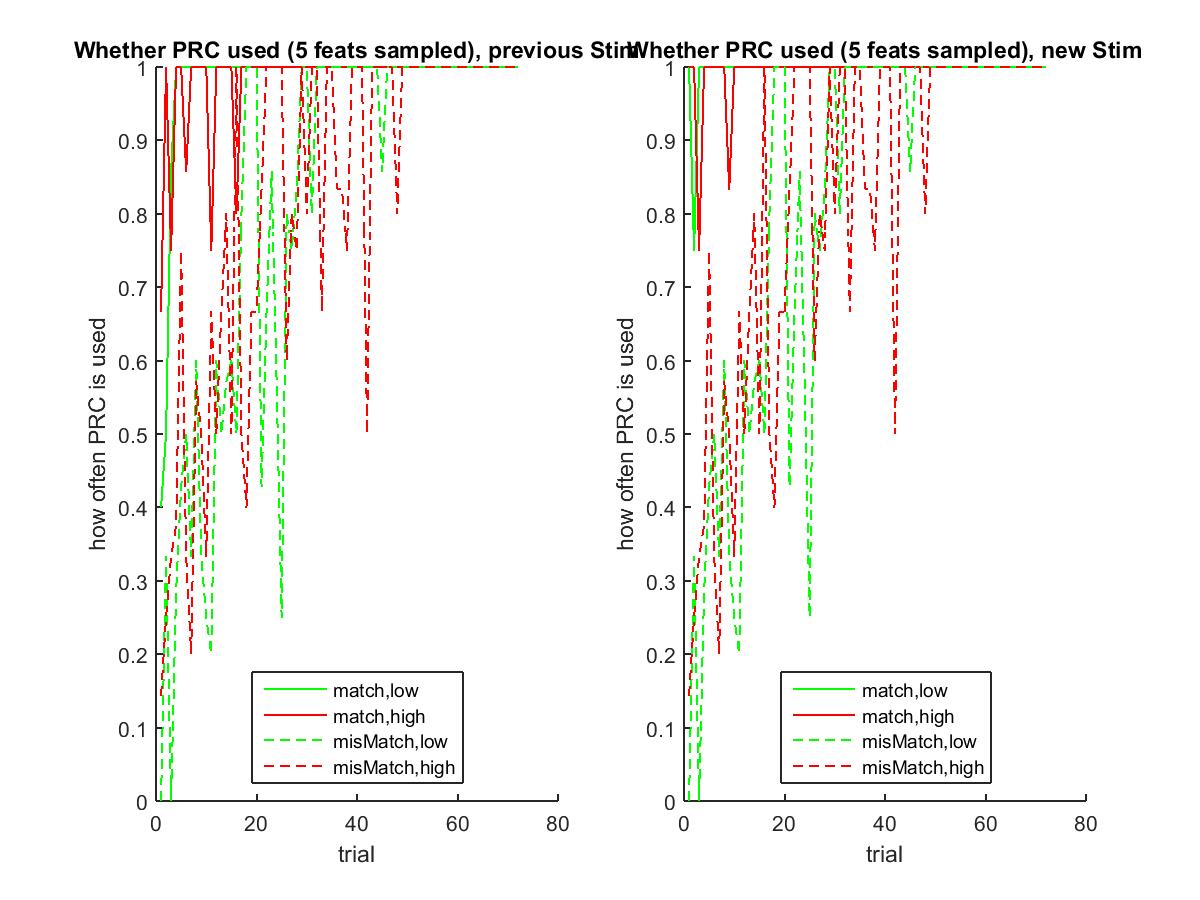 Whether PRC used (5 feats sampled), previous Stim
how often PRC is used
1
0.9
0.8
0.7
0.6
0.5
0.4
0.3
0.2
0.1
0
0 20 40 60 80
trial
match,low
match,high
misMatch,low
misMatch,high
Whether PRC used (5 feats sampled), new Stim
how often PRC is used
1
0.9
0.8
0.7
0.6
0.5
0.4
0.3
0.2
0.1
0
0 20 40 60 80
trial
match,low
match,high
misMatch,low
misMatch,high